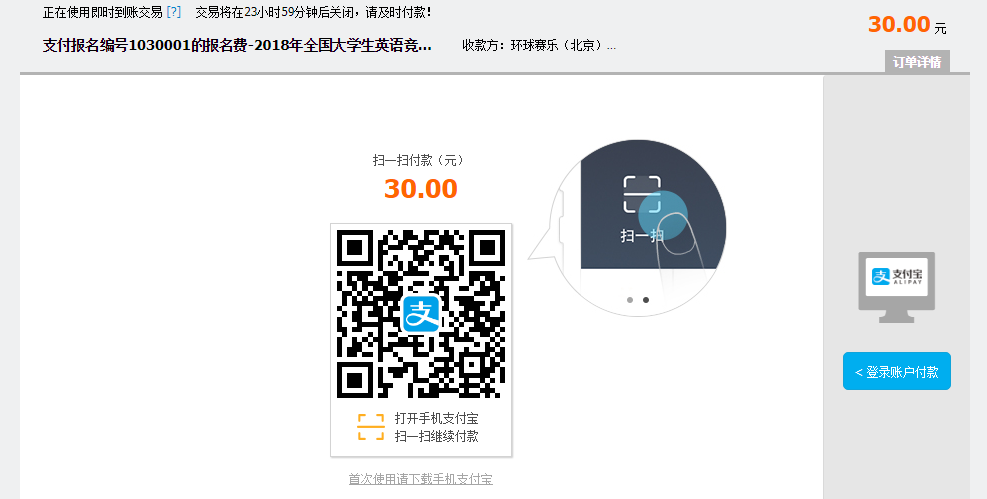 正在使用即时到账交易 [?] 交易将在23小时59分钟后关闭，请及时付款！
30.00 元
支付报名编号1030001的报名费-2018年全国大学生英语竞... 收款方：环球赛乐（北京）...
订单详情
扫一扫付款（元）
30.00
扫一扫
支
支 支付宝
ALIPAY
< 登录账户付款
打开手机支付宝
扫一扫继续付款
首次使用请下载手机支付宝